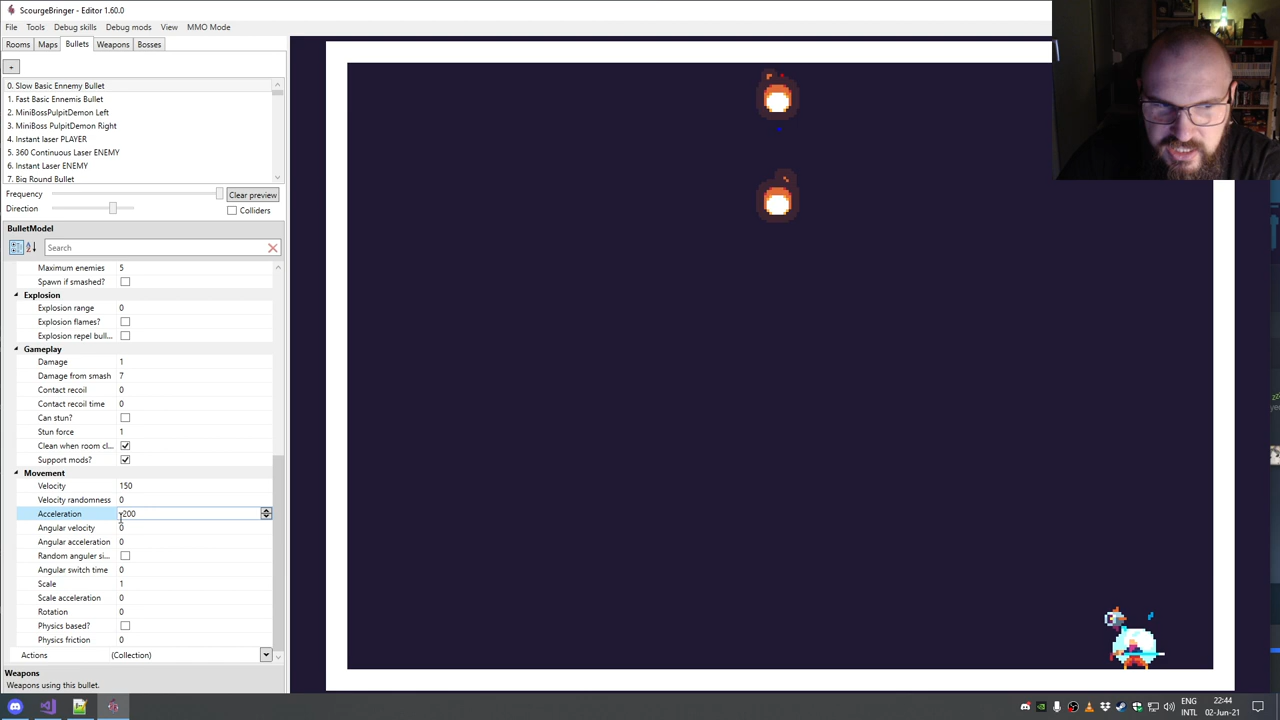 ScourgeBringer - Editor 1.60.0
File Tools Debug skills Debug mods View MMO Mode
Rooms Maps Bullets Weapons Bosses
+
0. Slow Basic Ennemy Bullet
1. Fast Basic Ennemis Bullet
2. MiniBossPulpitDemon Left
3. MiniBoss PulpitDemon Right
4. Instant laser PLAYER
5. 360 Continuous Laser ENEMY
6. Instant Laser ENEMY
7. Big Round Bullet
Frequency Clear preview
Direction Colliders
BulletModel
Search
Maximum enemies 5
Spawn if smashed?
Explosion
Explosion range 0
Explosion flames?
Explosion repel bull...
Gameplay
Damage 1
Damage from smash 7
Contact recoil 0
Contact recoil time 0
Can stun?
Stun force 1
Clean when room cl...
Support mods?
Movement
Velocity 150
Velocity randomness 0
Acceleration 200
Angular velocity 0
Angular acceleration 0
Random anguler si...
Angular switch time 0
Scale 1
Scale acceleration 0
Rotation 0
Physics based?
Physics friction 0
Actions (Collection)
Weapons
Weapons using this bullet.
ENG 22:44
INTL 02-Jun-21